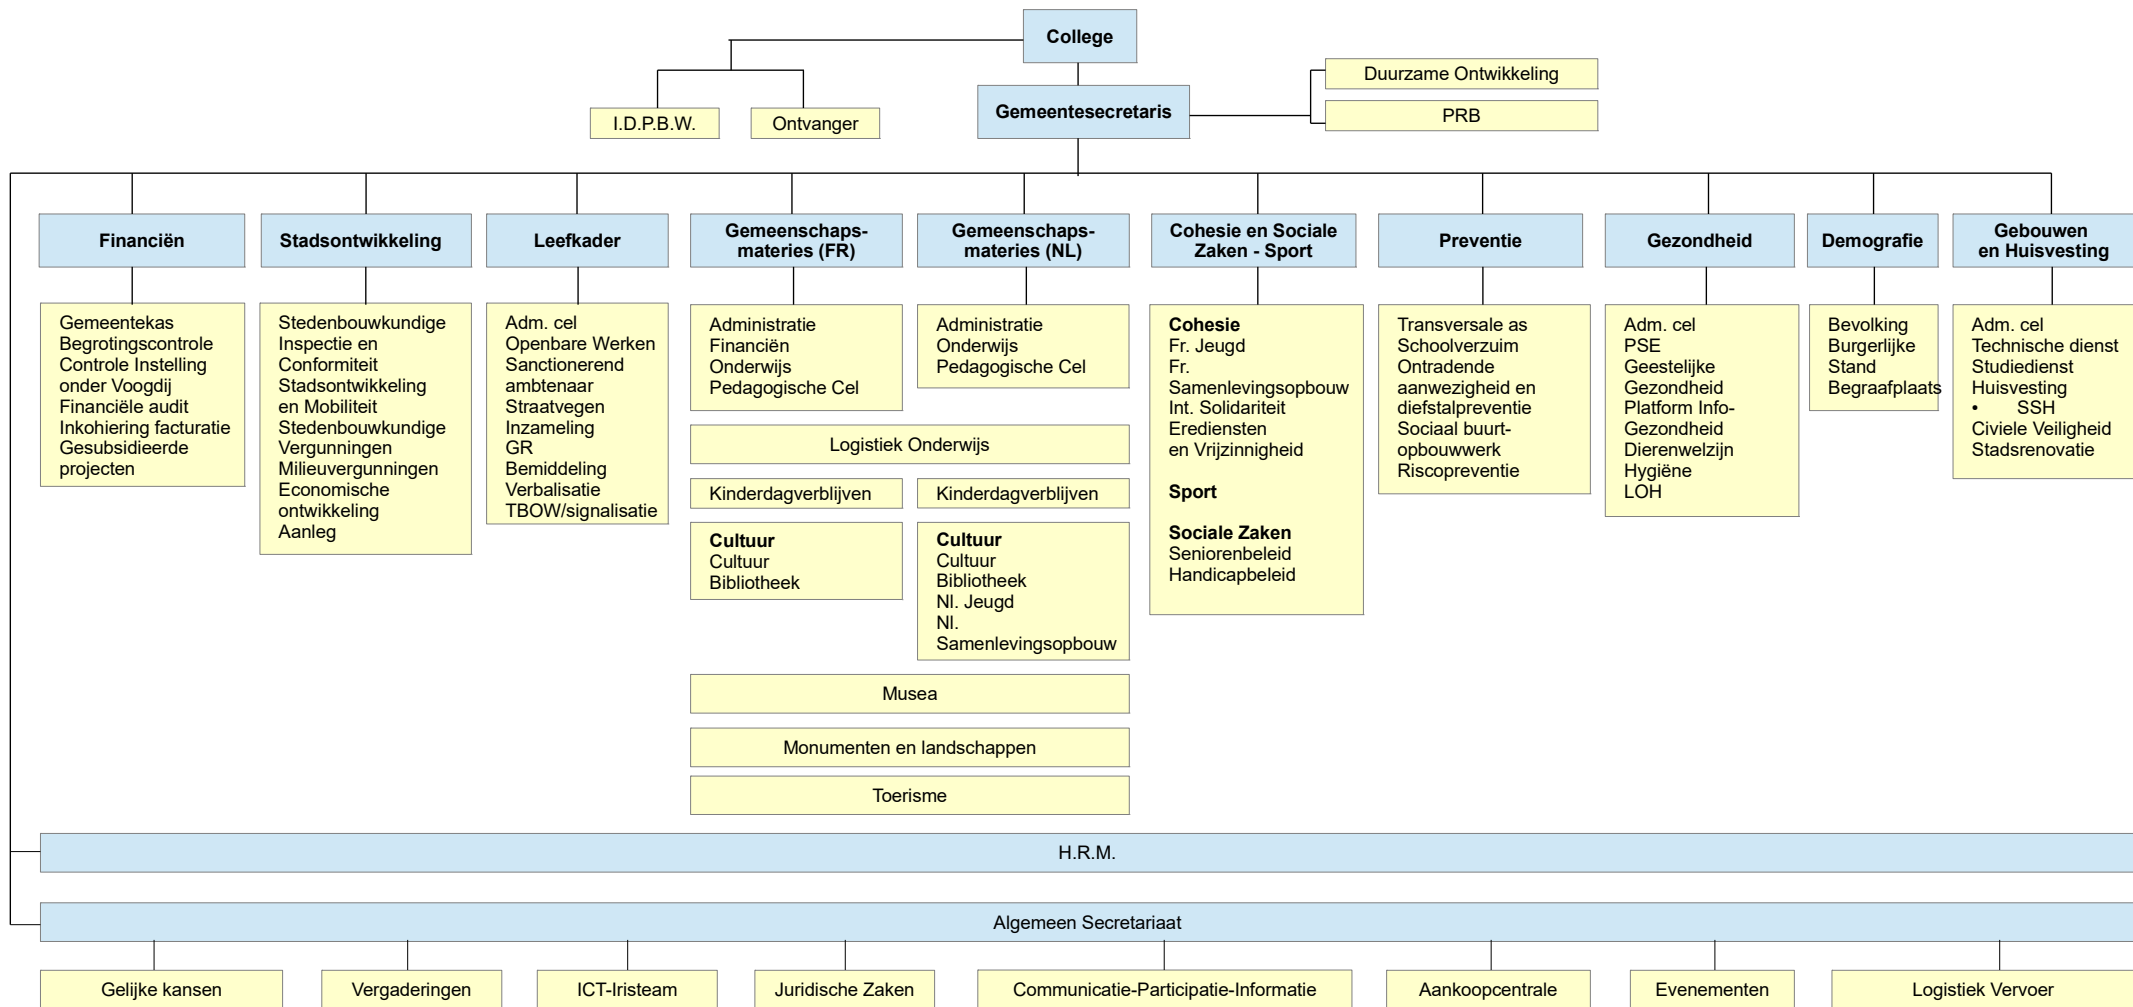 College
Duurzame Ontwikkeling
Gemeentesecretaris
PRB
I.D.P.B.W.
Ontvanger
Financiën
Stadsontwikkeling
Leefkader
Gemeenschaps-
materies (FR)
Gemeenschaps-
materies (NL)
Cohesie en Sociale
Zaken - Sport
Preventie
Gezondheid
Demografie
Gebouwen
en Huisvesting
Gemeentekas
Begrotingscontrole
Controle Instelling
onder Voogdij
Financiële audit
Inkohiering facturatie
Gesubsidieerde
projecten
Stedenbouwkundige
Inspectie en
Conformiteit
Stadsontwikkeling
en Mobiliteit
Stedenbouwkundige
Vergunningen
Milieuvergunningen
Economische
ontwikkeling
Aanleg
Adm. cel
Openbare Werken
Sanctionerend
ambtenaar
Straatvegen
Inzameling
GR
Bemiddeling
Verbalisatie
TBOW/signalisatie
Administratie
Financiën
Onderwijs
Pedagogische Cel
Administratie
Onderwijs
Pedagogische Cel
Logistiek Onderwijs
Kinderdagverblijven
Kinderdagverblijven
Cultuur
Cultuur
Bibliotheek
Cultuur
Cultuur
Bibliotheek
Nl. Jeugd
Nl.
Samenlevingsopbouw
Musea
Monumenten en landschappen
Toerisme
Cohesie
Fr. Jeugd
Fr.
Samenlevingsopbouw
Int. Solidariteit
Erediensten
en Vrijzinnigheid
Sport
Sociale Zaken
Seniorenbeleid
Handicapbeleid
Transversale as
Schoolverzuim
Ontradende
aanwezigheid en
diefstalpreventie
Sociaal buurt-
opbouwwerk
Riscopreventie
Adm. cel
PSE
Geestelijke
Gezondheid
Platform Info-
Gezondheid
Dierenwelzijn
Hygiëne
LOH
Bevolking
Burgerlijke
Stand
Begraafplaats
Adm. cel
Technische dienst
Studiedienst
Huisvesting
• SSH
Civiele Veiligheid
Stadsrenovatie
H.R.M.
Algemeen Secretariaat
Gelijke kansen
Vergaderingen
ICT-Iristeam
Juridische Zaken
Communicatie-Participatie-Informatie
Aankoopcentrale
Evenementen
Logistiek Vervoer